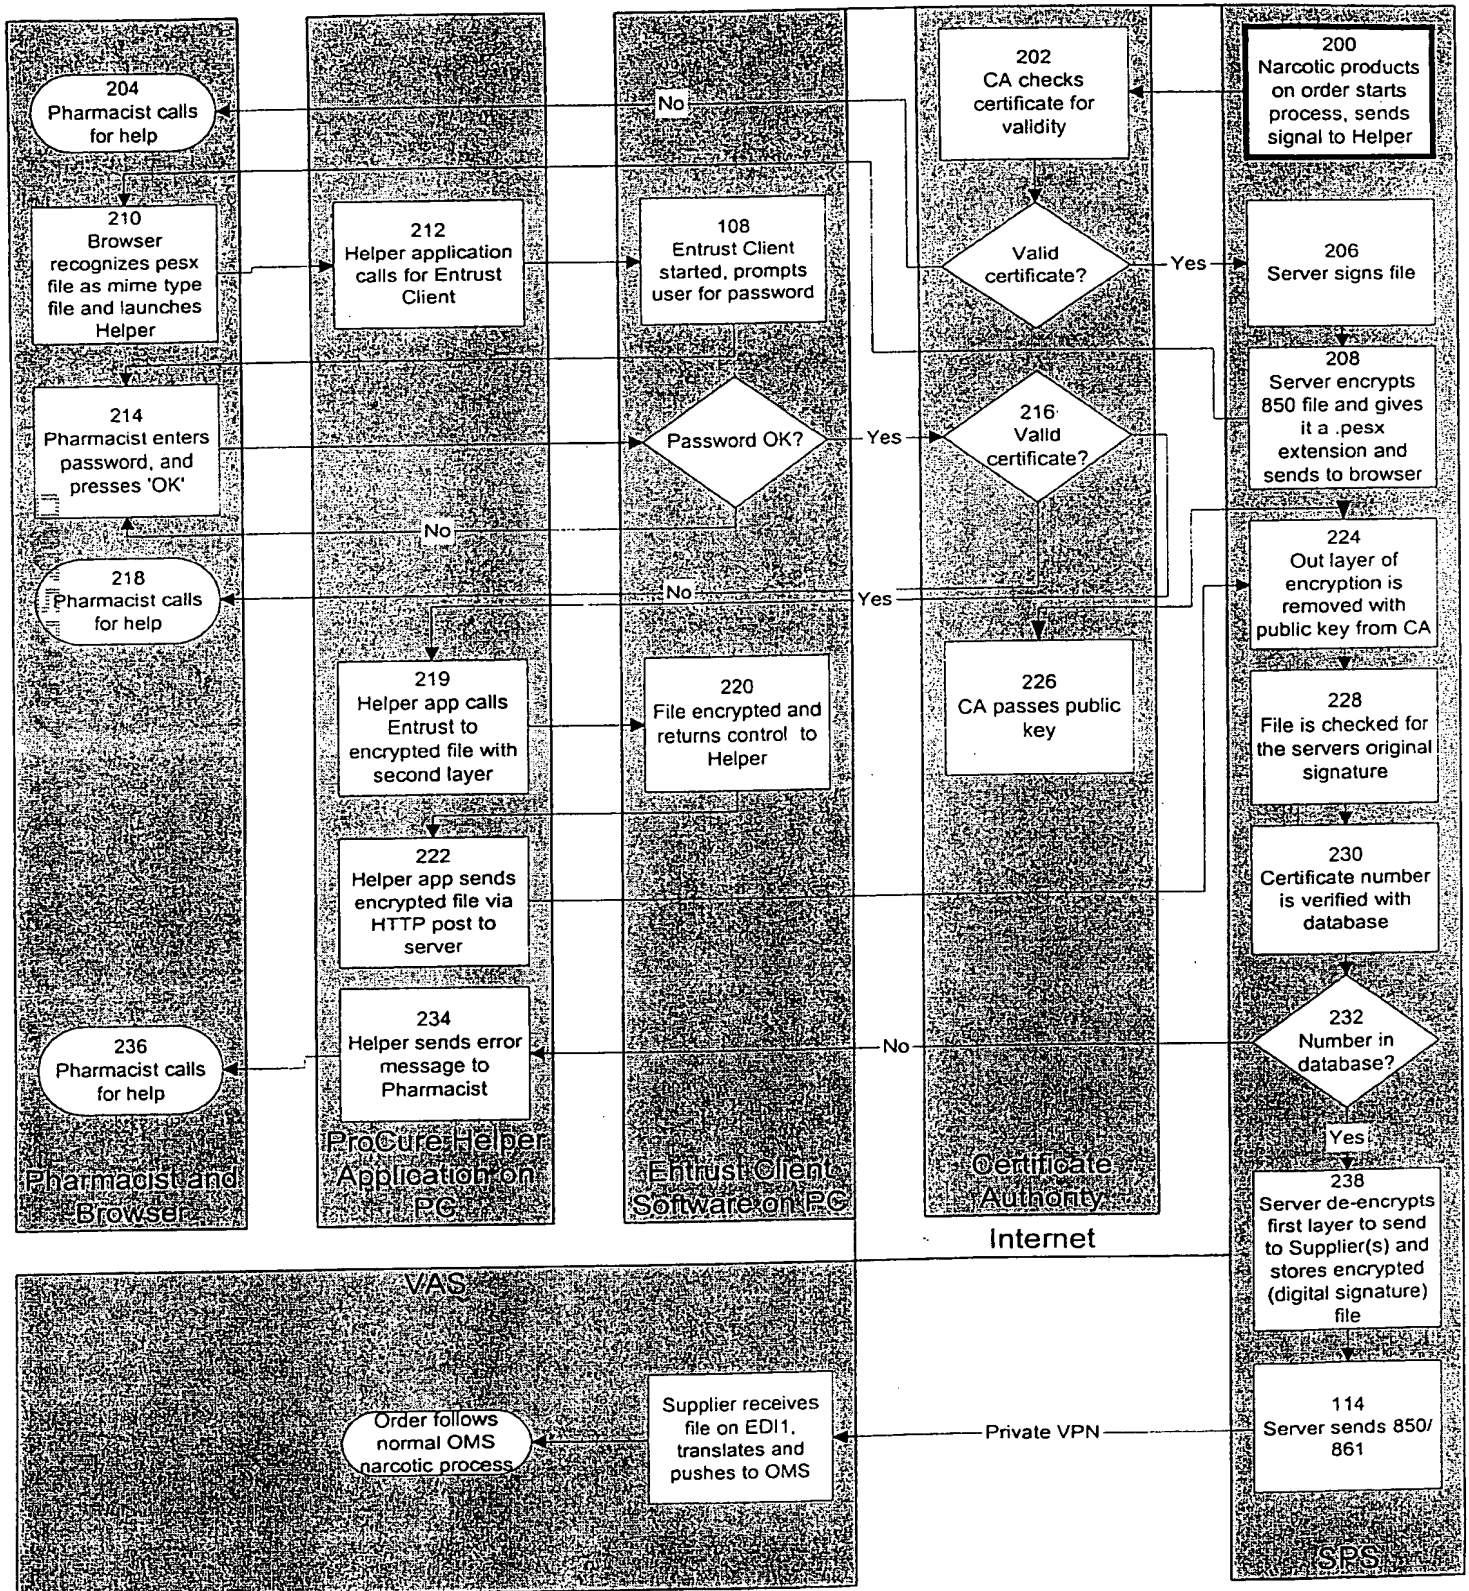 204
Pharmacist calls
for help
No
202
CA checks
certificate for
validity
200
Narcotic products
on order starts
process, sends
signal to Helper
210
Browser
recognizes pesx
file as mime type
file and launches
Helper
212
Helper application
calls for Entrust
Client
108
Entrust Client
started, prompts
user for password
Valid
certificate?
Yes
206
Server signs file
208
Server encrypts
850 file and gives
it a .pesx
extension and
sends to browser
214
Pharmacist enters
password, and
presses 'OK'
Password OK?
Yes
216
Valid
certificate?
No
218
Pharmacist calls
for help
No
Yes
224
Out layer of
encryption is
removed with
public key from CA
219
Helper app calls
Entrust to
encrypted file with
second layer
220
File encrypted and
returns control to
Helper
226
CA passes public
key
228
File is checked for
the servers original
signature
222
Helper app sends
encrypted file via
HTTP post to
server
230
Certificate number
is verified with
database
234
Helper sends error
message to
Pharmacist
236
Pharmacist calls
for help
No
232
Number in
database?
Yes
Pharmacist and
Browser
ProCure Helper
Application on
PC
Entrust Client
Software on PC
Certificate
Authority
Internet
238
Server de-encrypts
first layer to send
to Supplier(s) and
stores encrypted
(digital signature)
file
VAS
Order follows
normal OMS
narcotic process
Supplier receives
file on EDI1,
translates and
pushes to OMS
Private VPN
114
Server sends 850/
861
SPS